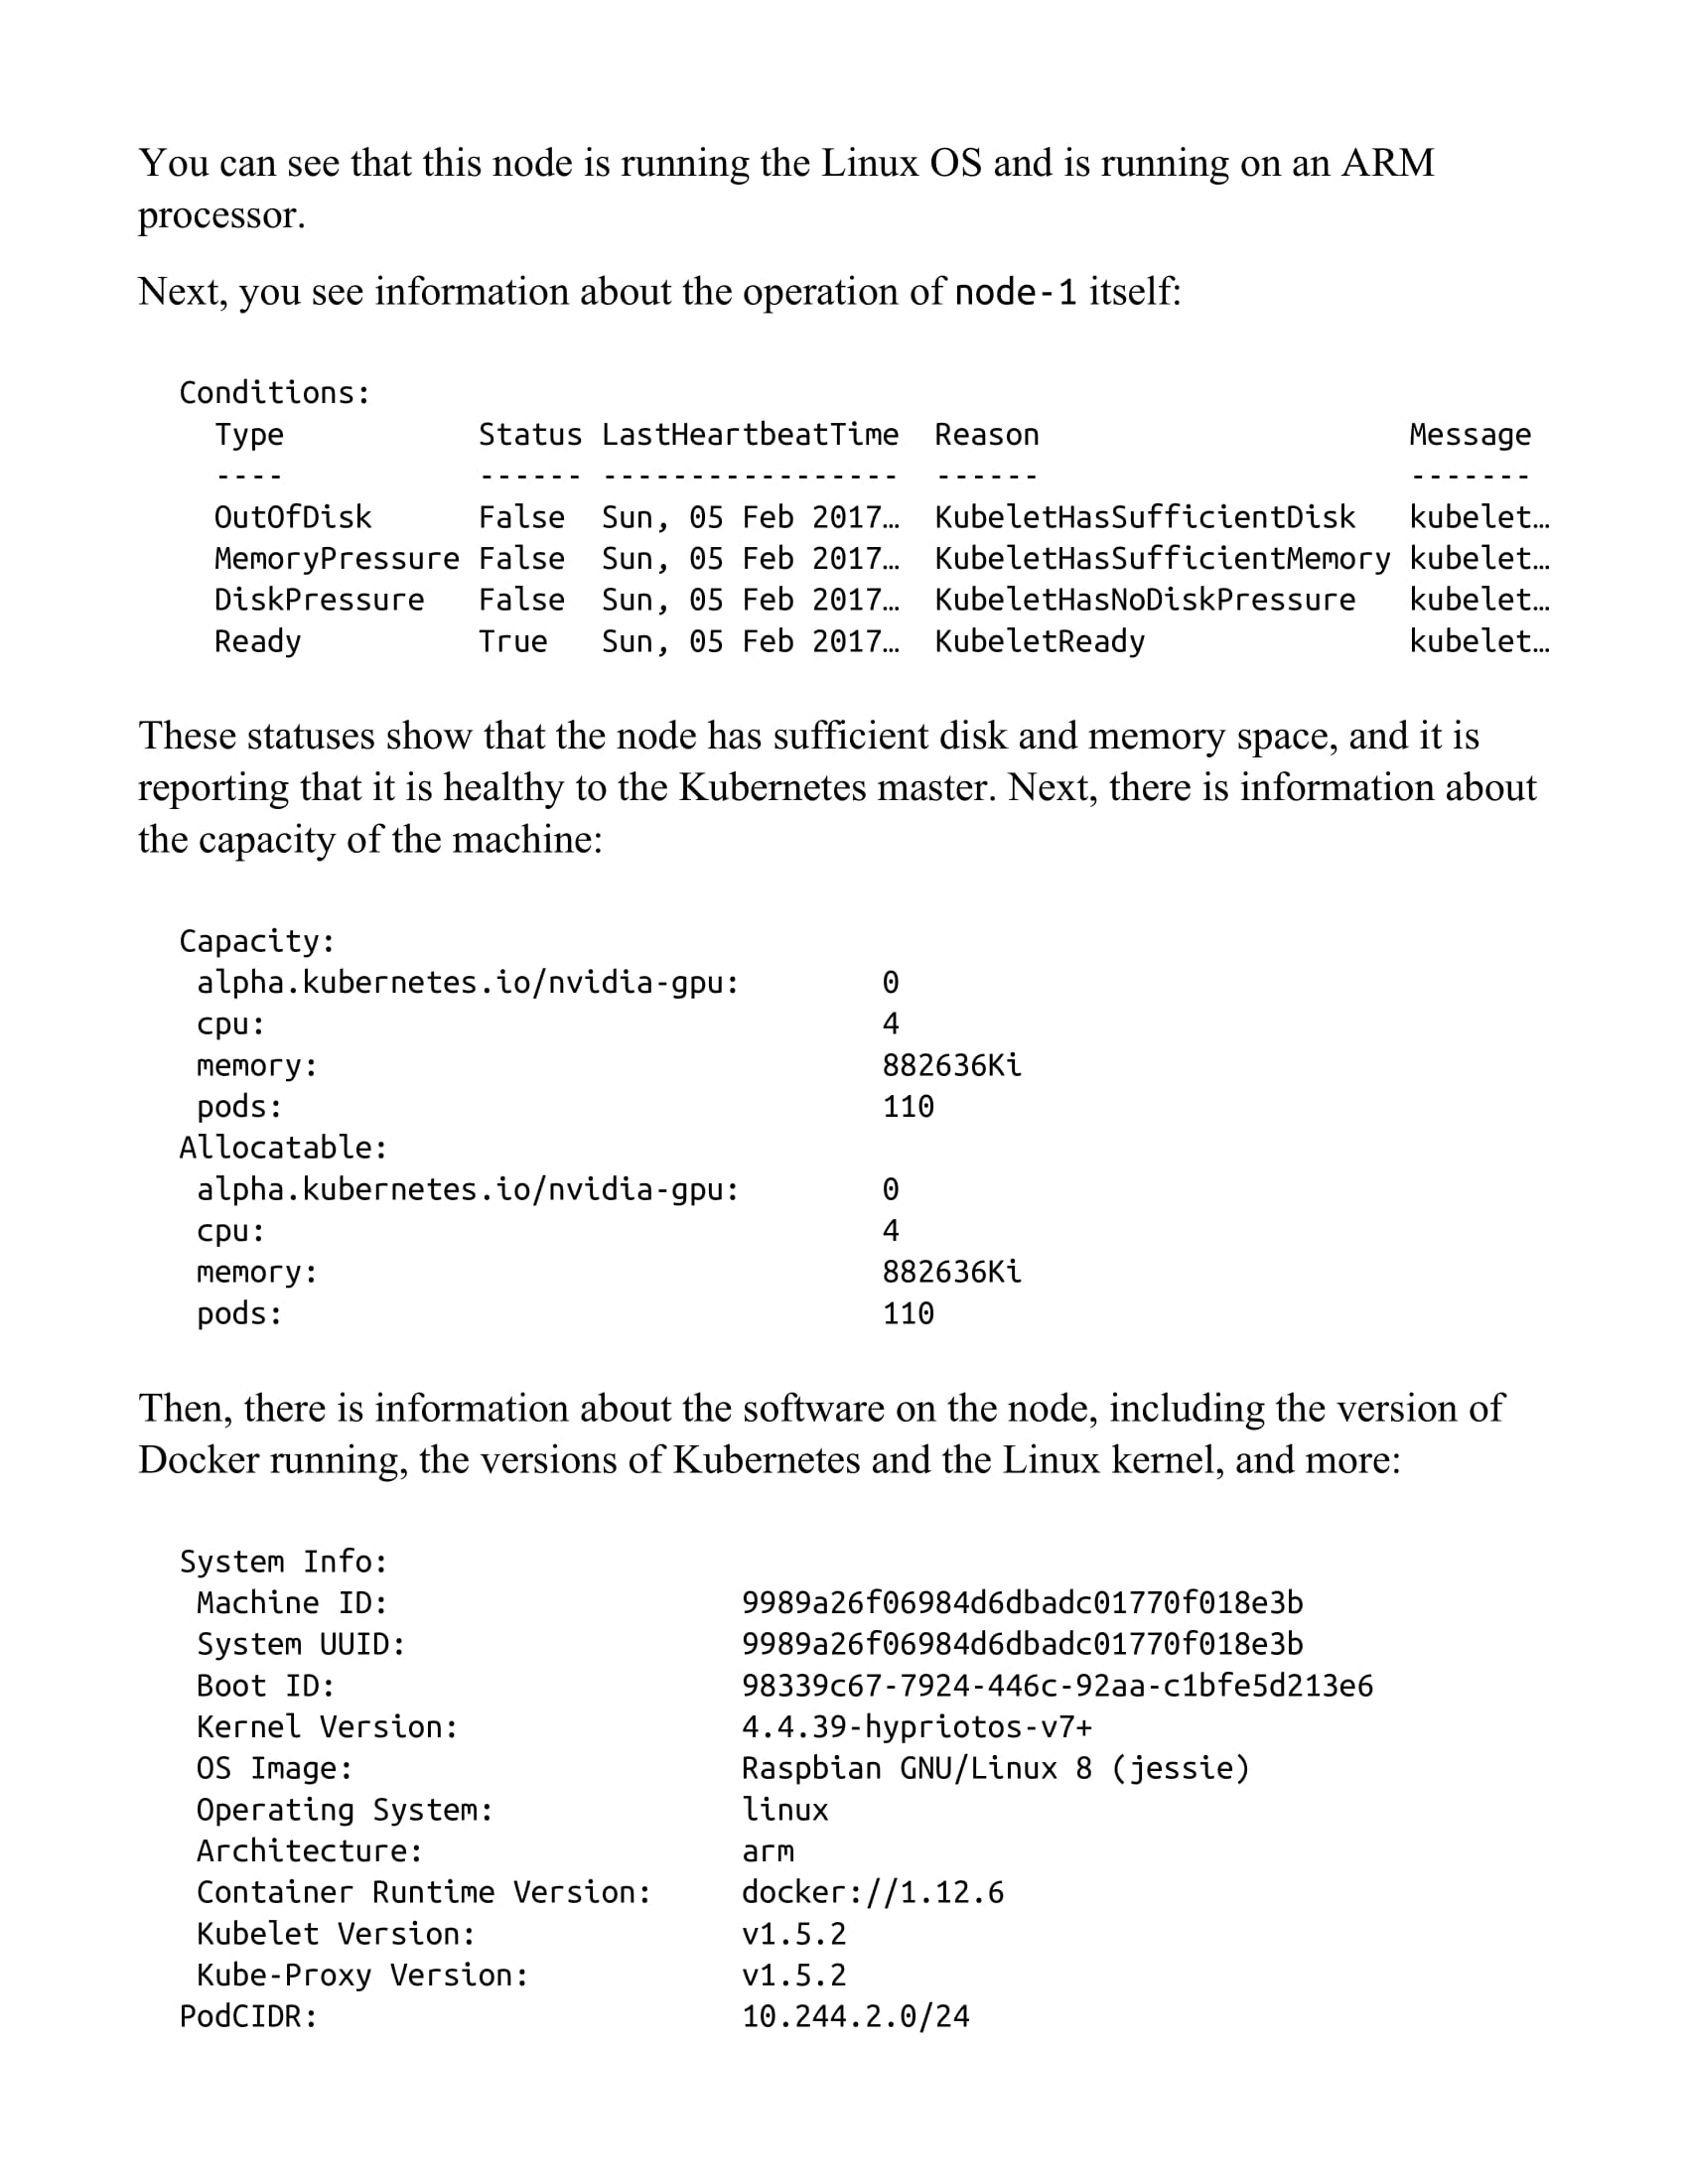 You can see that this node is running the Linux OS and is running on an ARM
processor.
Next, you see information about the operation of node-1 itself:
Conditions:
  Type           Status LastHeartbeatTime  Reason                     Message
  ----           ------ -----------------  ------                     -------
  OutOfDisk      False  Sun, 05 Feb 2017…  KubeletHasSufficientDisk   kubelet…
  MemoryPressure False  Sun, 05 Feb 2017…  KubeletHasSufficientMemory kubelet…
  DiskPressure   False  Sun, 05 Feb 2017…  KubeletHasNoDiskPressure   kubelet…
  Ready          True   Sun, 05 Feb 2017…  KubeletReady               kubelet…
These statuses show that the node has sufficient disk and memory space, and it is
reporting that it is healthy to the Kubernetes master. Next, there is information about
the capacity of the machine:
Capacity:
 alpha.kubernetes.io/nvidia-gpu:        0
 cpu:                                   4
 memory:                                882636Ki
 pods:                                  110
Allocatable:
 alpha.kubernetes.io/nvidia-gpu:        0
 cpu:                                   4
 memory:                                882636Ki
 pods:                                  110
Then, there is information about the software on the node, including the version of
Docker running, the versions of Kubernetes and the Linux kernel, and more:
System Info:
 Machine ID:                    9989a26f06984d6dbadc01770f018e3b
 System UUID:                   9989a26f06984d6dbadc01770f018e3b
 Boot ID:                       98339c67-7924-446c-92aa-c1bfe5d213e6
 Kernel Version:                4.4.39-hypriotos-v7+
 OS Image:                      Raspbian GNU/Linux 8 (jessie)
 Operating System:              linux
 Architecture:                  arm
 Container Runtime Version:     docker://1.12.6
 Kubelet Version:               v1.5.2
 Kube-Proxy Version:            v1.5.2
PodCIDR:                        10.244.2.0/24